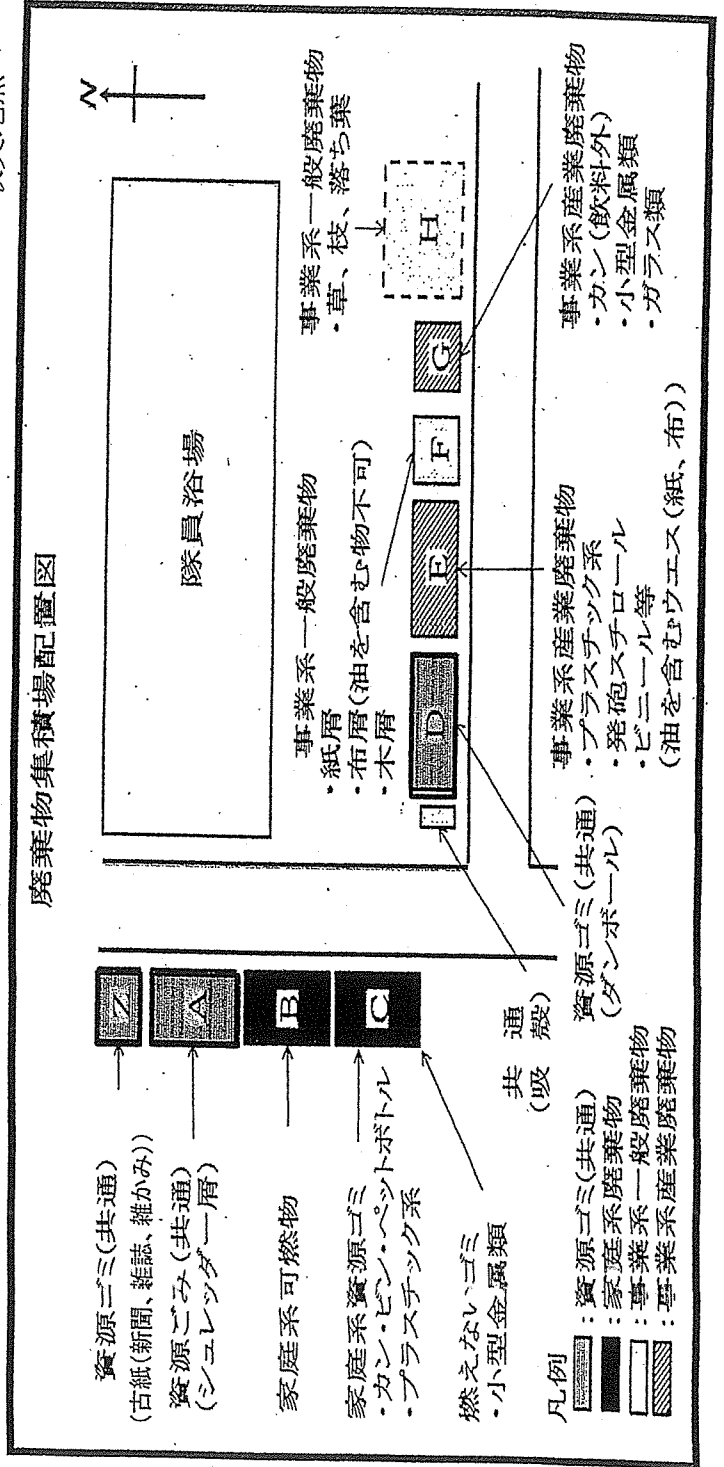 廃棄物集積場配置図
N
隊員浴場
資源ゴミ(共通)
(古紙(新聞、雑誌、雑かみ))
資源ごみ(共通)
(シュレッダー屑)
家庭系可燃物
家庭系資源ゴミ
・カン・ビン・ペットボトル
・プラスチック系
燃えないゴミ
・小型金属類
Z
A
B
C
事業系一般廃棄物
・紙屑
・布屑(油を含む物不可)
・木屑
事業系一般廃棄物
・草、枝、落ち葉
D
E
F
G
H
共通
(吸殻)
資源ゴミ(共通)
(ダンボール)
事業系産業廃棄物
・プラスチック系
・発砲スチロール
・ビニール等
(油を含むウエス(紙、布))
事業系産業廃棄物
・カン(飲料外)
・小型金属類
・ガラス類
凡例
:資源ゴミ(共通)
:家庭系廃棄物
:事業系一般廃棄物
:事業系産業廃棄物